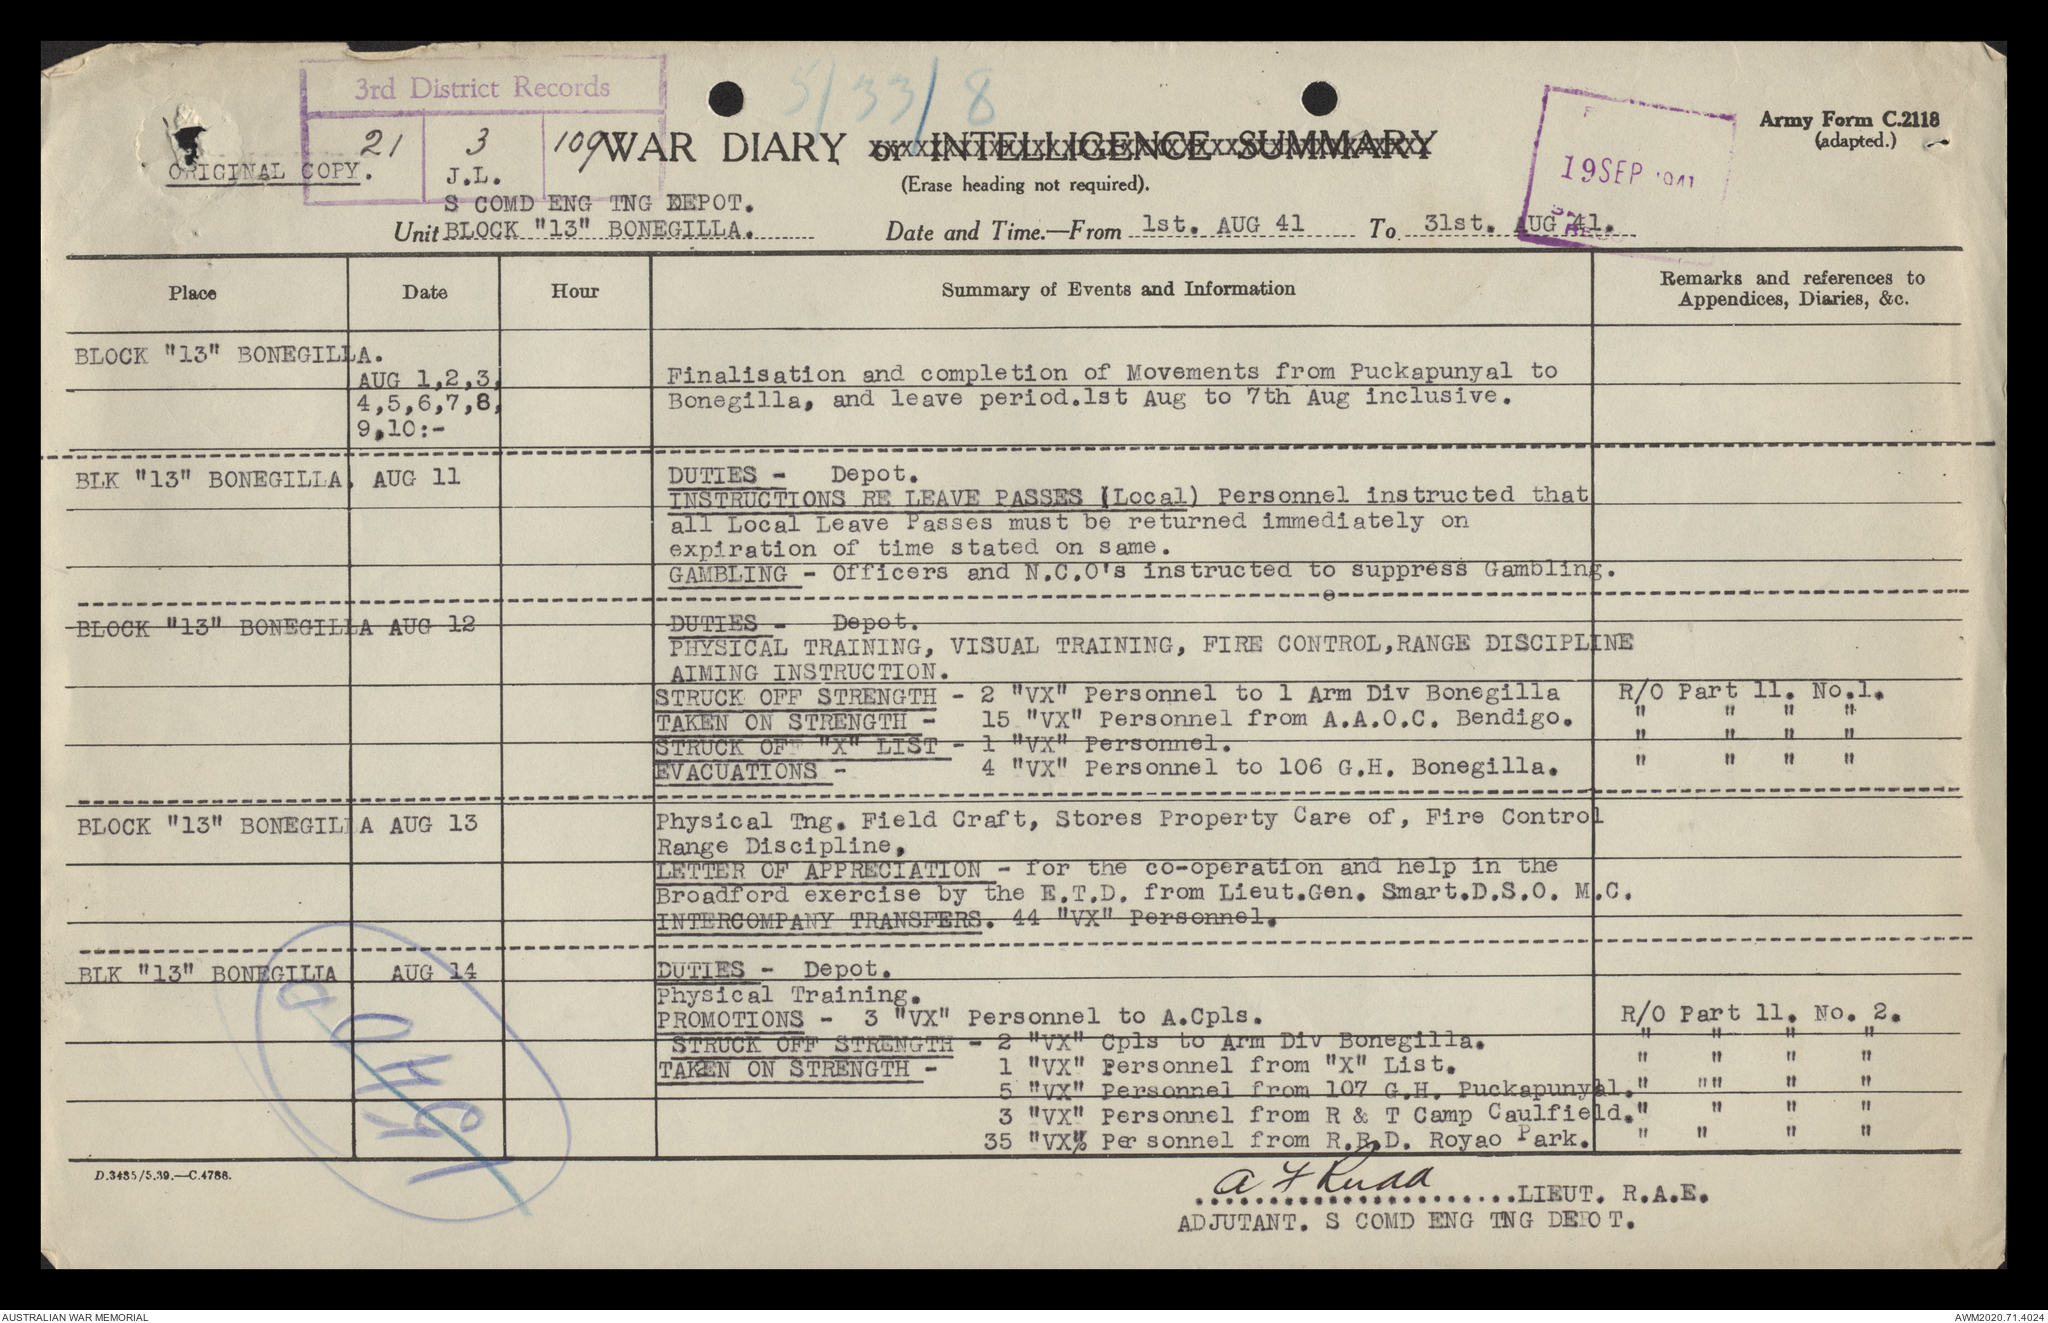 3rd District Records
5/33/8
21 3 109
WAR DIARY or INTELLIGENCE SUMMARY
(Erase heading not required).
Army Form C.2118
(adapted.)
ORIGINAL COPY.
J.L.
19 SEP 1941
S COMD ENG TNG DEPOT.
Unit BLOCK "13" BONEGILLA.
Date and Time.—From 1st. AUG 41 To 31st. AUG 41.
Place Date Hour Summary of Events and Information Remarks and references to Appendices, Diaries, &c.
BLOCK "13" BONEGILLA.
AUG 1,2,3, Finalisation and completion of Movements from Puckapunyal to
4,5,6,7,8, Bonegilla, and leave period.1st Aug to 7th Aug inclusive.
9,10:-
BLK "13" BONEGILLA. AUG 11 DUTIES - Depot.
INSTRUCTIONS RE LEAVE PASSES (Local) Personnel instructed that
all Local Leave Passes must be returned immediately on
expiration of time stated on same.
GAMBLING - Officers and N.C.O's instructed to suppress Gambling.
BLOCK "13" BONEGILLA AUG 12 DUTIES - Depot.
PHYSICAL TRAINING, VISUAL TRAINING, FIRE CONTROL,RANGE DISCIPLINE
AIMING INSTRUCTION.
STRUCK OFF STRENGTH - 2 "VX" Personnel to 1 Arm Div Bonegilla R/O Part 11. No.1.
TAKEN ON STRENGTH - 15 "VX" Personnel from A.A.O.C. Bendigo. " " " "
STRUCK OFF "X" LIST - 1 "VX" Personnel. " " " "
EVACUATIONS - 4 "VX" Personnel to 106 G.H. Bonegilla. " " " "
BLOCK "13" BONEGILLA AUG 13 Physical Tng. Field Craft, Stores Property Care of, Fire Control
Range Discipline,
LETTER OF APPRECIATION - for the co-operation and help in the
Broadford exercise by the E.T.D. from Lieut.Gen. Smart.D.S.O. M.C.
INTERCOMPANY TRANSFERS. 44 "VX" Personnel.
BLK "13" BONEGILLA AUG 14 DUTIES - Depot.
Physical Training.
PROMOTIONS - 3 "VX" Personnel to A.Cpls. R/O Part 11. No. 2.
STRUCK OFF STRENGTH - 2 "VX" Cpls to Arm Div Bonegilla. " " " "
TAKEN ON STRENGTH - 1 "VX" Personnel from "X" List. " " " "
5 "VX" Personnel from 107 G.H. Puckapunyal. " "" " "
3 "VX" Personnel from R & T Camp Caulfield. " " " "
35 "VX" Personnel from R.R.D. Royao Park. " " " "
D.3435/5.39.—C.4788.
A F Rudd
LIEUT. R.A.E.
ADJUTANT. S COMD ENG TNG DEPOT.
AUSTRALIAN WAR MEMORIAL
AWM2020.71.4024